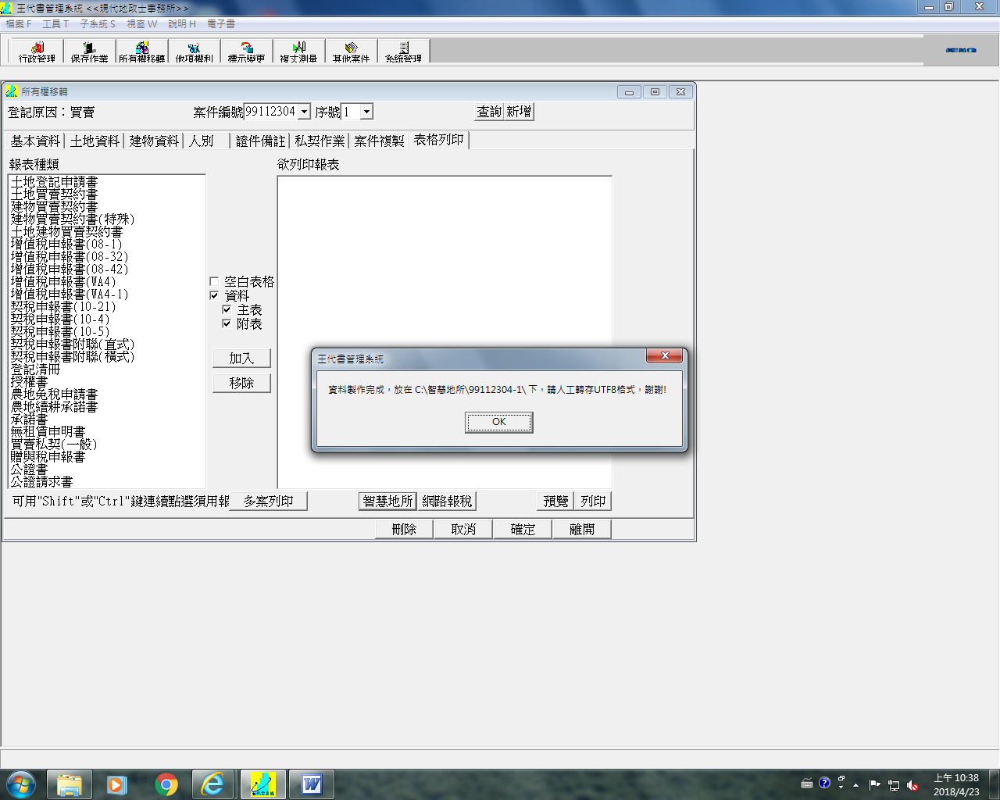 王代書管理系統 <<現代地政士事務所>>
檔案 F 工具 T 子系統 S 視窗 W 說明 H 電子書
行政管理 保存作業 所有權移轉 他項權利 標示變更 複丈測量 其他案件 系統管理
所有權移轉
登記原因：買賣 案件編號 99112304 序號 1 查詢 新增
基本資料 土地資料 建物資料 人別 證件備註 私契作業 案件複製 表格列印
報表種類 欲列印報表
土地登記申請書
土地買賣契約書
建物買賣契約書
建物買賣契約書(特殊)
土地建物買賣契約書
增值稅申報書(08-1)
增值稅申報書(08-32)
增值稅申報書(08-42)
增值稅申報書(WA4)
增值稅申報書(WA4-1)
契稅申報書(10-21)
契稅申報書(10-4)
契稅申報書(10-5)
契稅申報書附聯(直式)
契稅申報書附聯(橫式)
登記清冊
授權書
農地免稅申請書
農地續耕承諾書
承諾書
無租賃申明書
買賣私契(一般)
贈與稅申報書
公證書
公證請求書
空白表格
資料
主表
附表
加入
移除
王代書管理系統
資料製作完成，放在 C:\智慧地所\99112304-1\ 下，請人工轉存UTF8格式，謝謝!
OK
可用"Shift"或"Ctrl"鍵連續點選須用報 多案列印 智慧地所 網路報稅 預覽 列印
刪除 取消 確定 離開
上午 10:38
2018/4/23